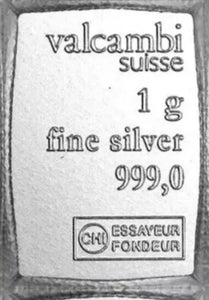 valcambi
suisse
1 g
fine silver
999,0
CHI ESSAYEUR
FONDEUR